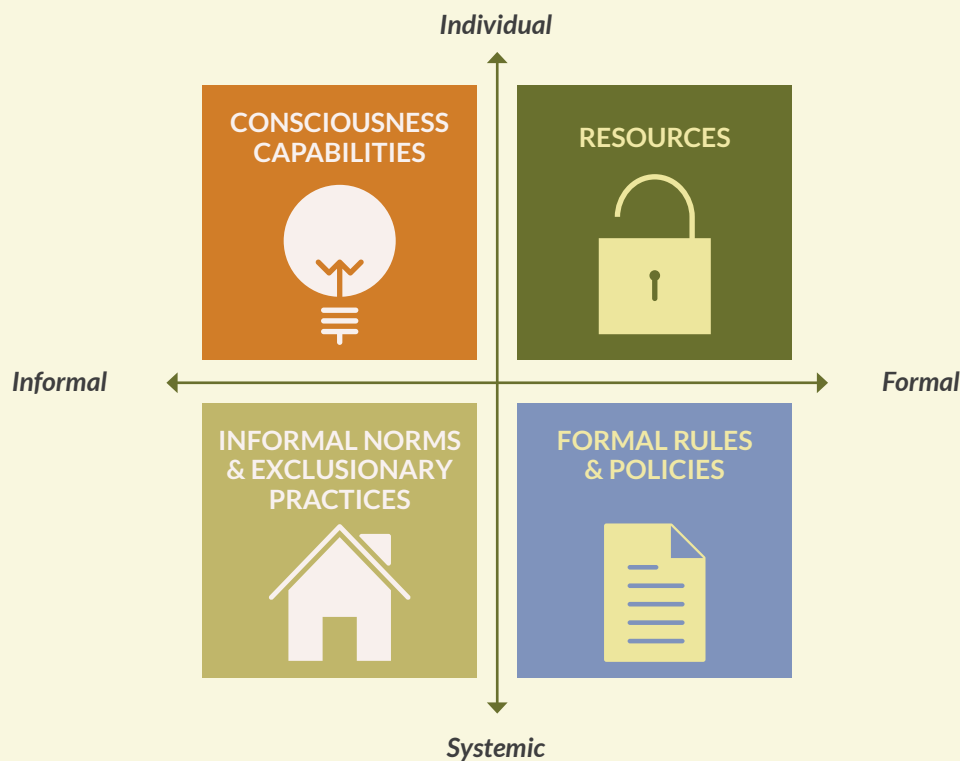 Individual
CONSCIOUSNESS
CAPABILITIES
RESOURCES
Informal
Formal
INFORMAL NORMS
& EXCLUSIONARY
PRACTICES
FORMAL RULES
& POLICIES
Systemic